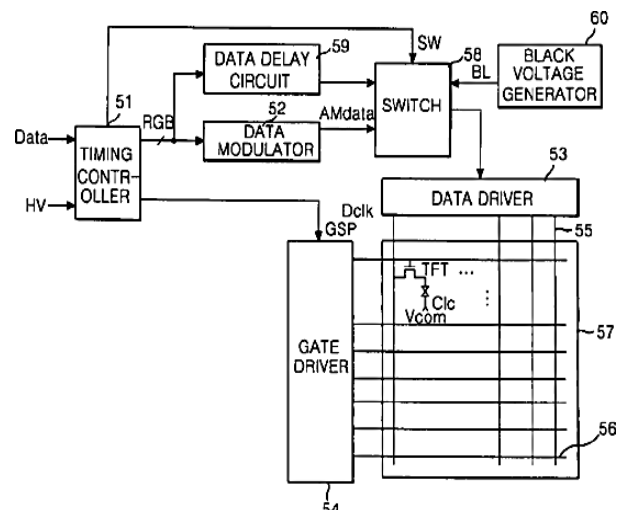 60
59
SW
58
BLACK
VOLTAGE
GENERATOR
DATA DELAY
CIRCUIT
BL
51
52
AMdata
SWITCH
RGB
DATA
MODULATOR
Data
TIMING
CONTR-
OLLER
53
HV
DATA DRIVER
Dclk
55
GSP
TFT ...
⋮
Clc
Vcom
57
GATE
DRIVER
56
54